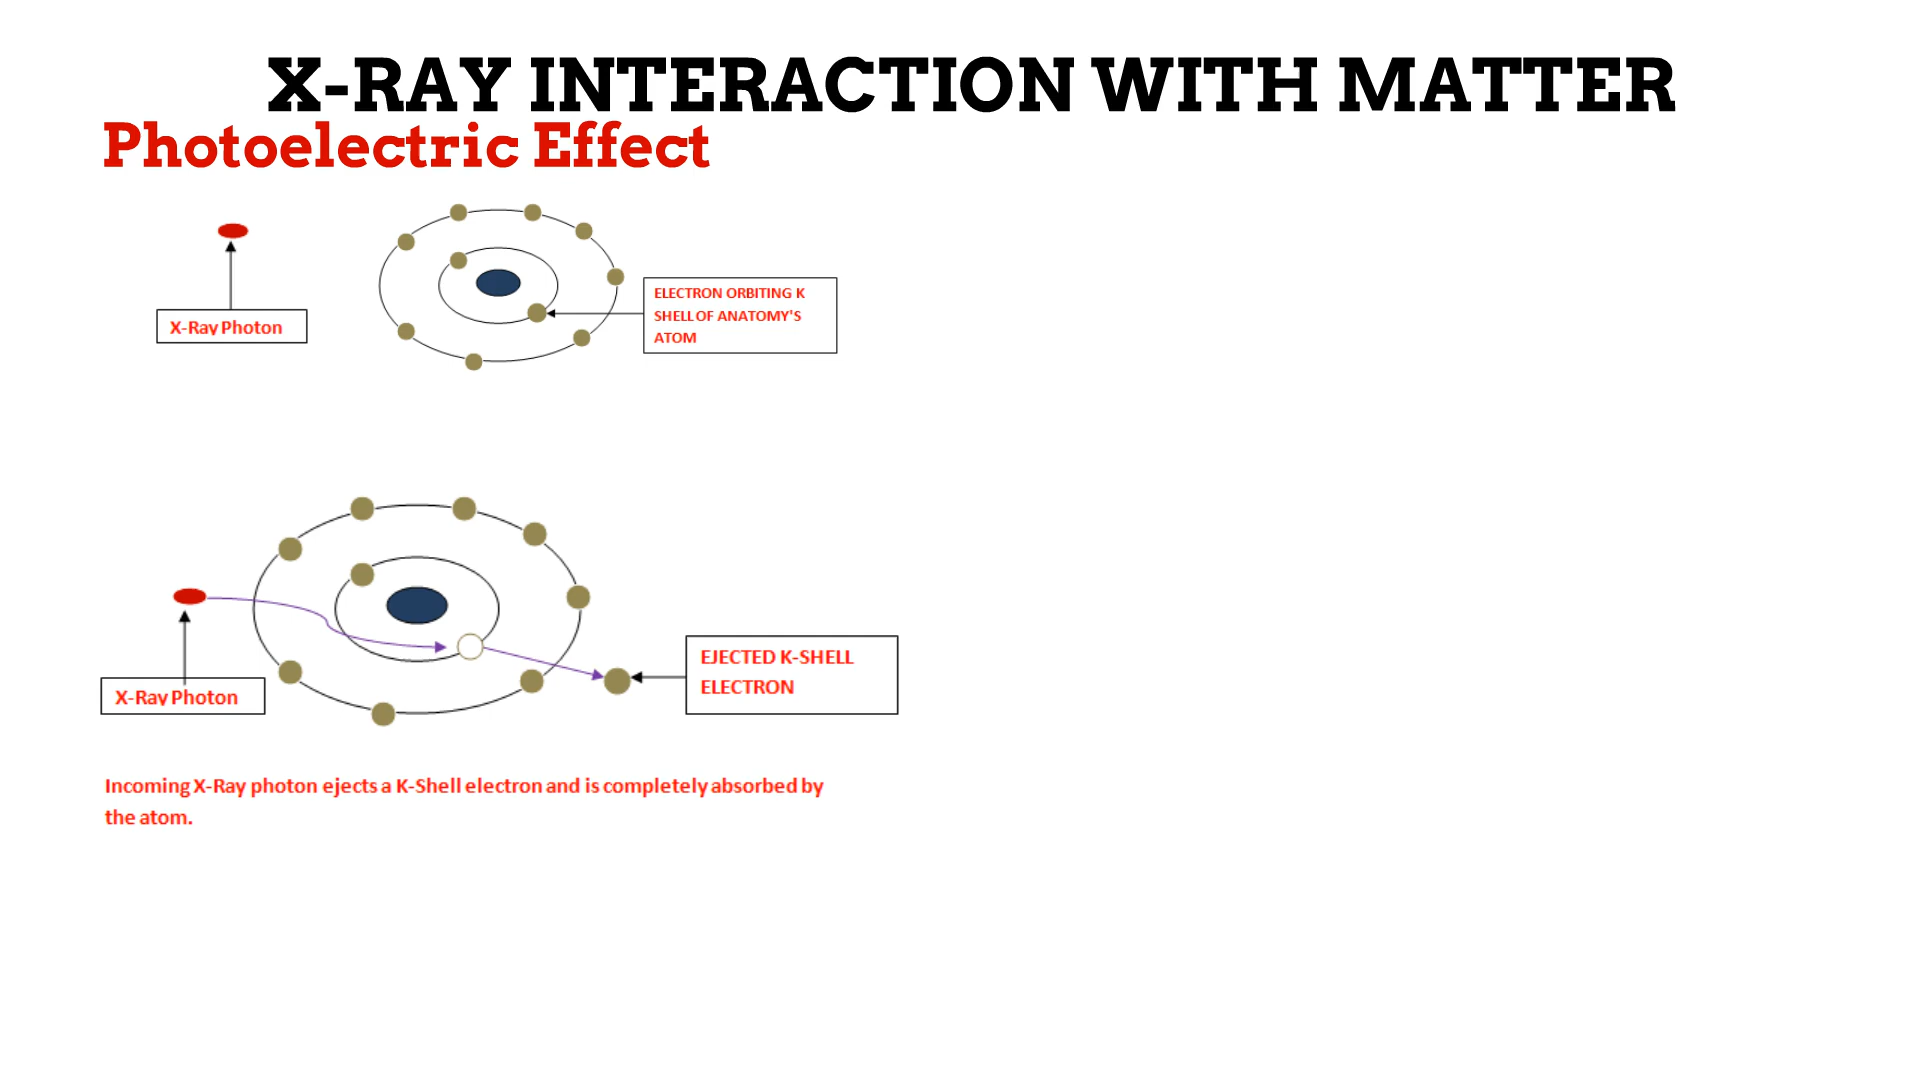 X-RAY INTERACTION WITH MATTER
Photoelectric Effect
X-Ray Photon
ELECTRON ORBITING K
SHELL OF ANATOMY'S
ATOM
X-Ray Photon
EJECTED K-SHELL
ELECTRON
Incoming X-Ray photon ejects a K-Shell electron and is completely absorbed by
the atom.